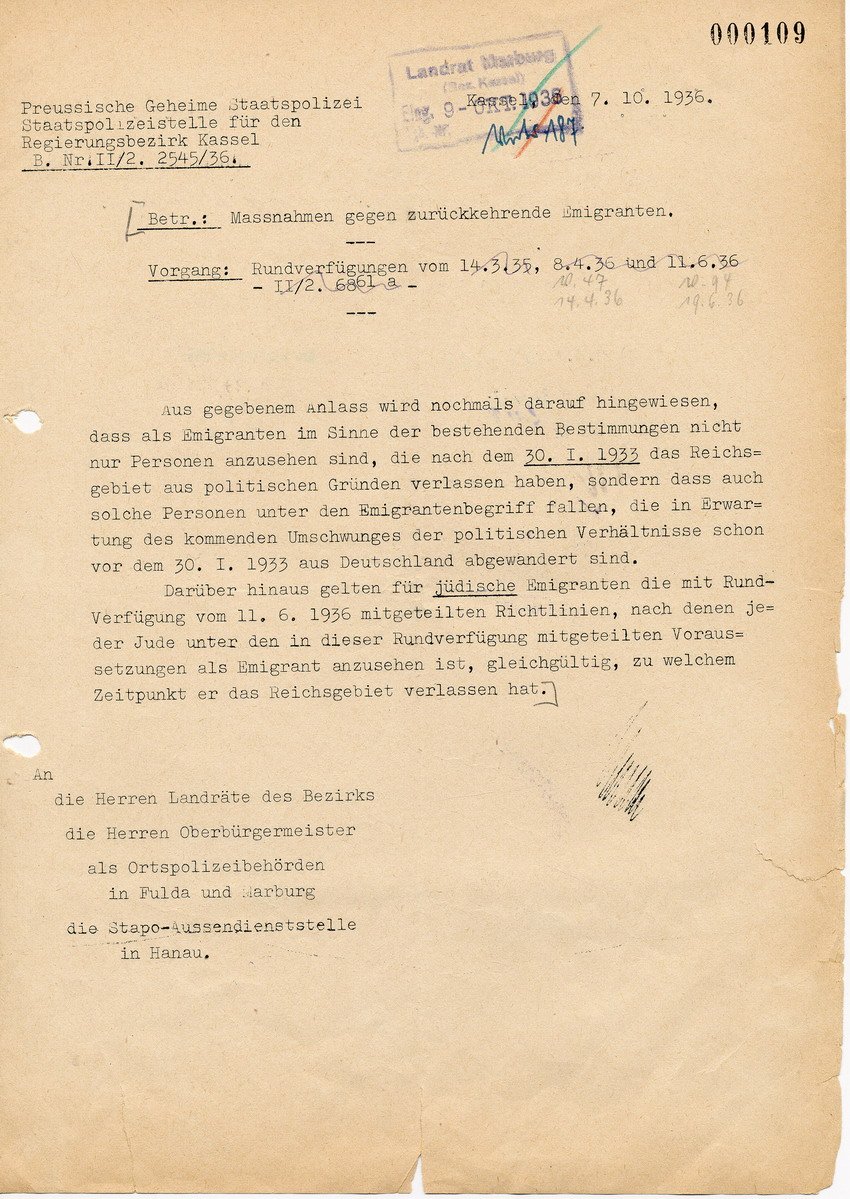 000109
Landrat Marburg
(Bez. Kassel)
Eing. 9 - OKT. 1936
Kassel, den 7. 10. 1936.
Preussische Geheime Staatspolizei
Staatspolizeistelle für den
Regierungsbezirk Kassel
B. Nr. II/2. 2545/36.
Betr.: Massnahmen gegen zurückkehrende Emigranten.
---
Vorgang: Rundverfügungen vom 14.3.35, 8.4.36 und 11.6.36
- II/2. 6861 a -
14.4.36 19.6.36
---
Aus gegebenem Anlass wird nochmals darauf hingewiesen,
dass als Emigranten im Sinne der bestehenden Bestimmungen nicht
nur Personen anzusehen sind, die nach dem 30. I. 1933 das Reichs=
gebiet aus politischen Gründen verlassen haben, sondern dass auch
solche Personen unter den Emigrantenbegriff fallen, die in Erwar=
tung des kommenden Umschwunges der politischen Verhältnisse schon
vor dem 30. I. 1933 aus Deutschland abgewandert sind.
Darüber hinaus gelten für jüdische Emigranten die mit Rund-
Verfügung vom 11. 6. 1936 mitgeteilten Richtlinien, nach denen je=
der Jude unter den in dieser Rundverfügung mitgeteilten Voraus=
setzungen als Emigrant anzusehen ist, gleichgültig, zu welchem
Zeitpunkt er das Reichsgebiet verlassen hat.
An
die Herren Landräte des Bezirks
die Herren Oberbürgermeister
als Ortspolizeibehörden
in Fulda und Marburg
die Stapo-Aussendienststelle
in Hanau.